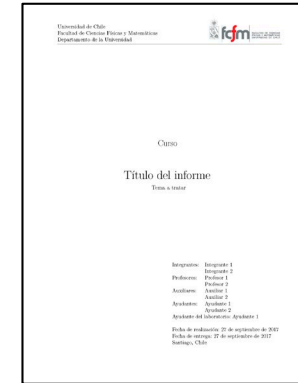 Universidad de Chile
Facultad de Ciencias Físicas y Matemáticas
Departamento de la Universidad
fcfm
Curso
Título del informe
Tema a tratar
Integrantes: Integrante 1
Integrante 2
Profesores: Profesor 1
Profesor 2
Auxiliares: Auxiliar 1
Auxiliar 2
Ayudantes: Ayudante 1
Ayudante 2
Ayudante del laboratorio: Ayudante 1
Fecha de realización: 27 de septiembre de 2017
Fecha de entrega: 27 de septiembre de 2017
Santiago, Chile